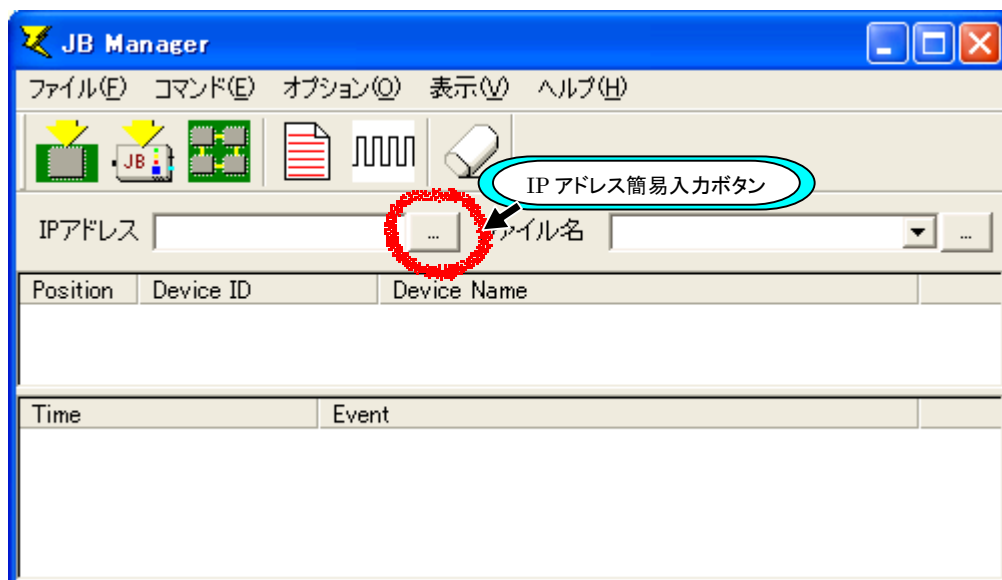 JB Manager
ファイル(F) コマンド(E) オプション(O) 表示(V) ヘルプ(H)
JB
IP アドレス簡易入力ボタン
IPアドレス ... ァイル名 ...
Position Device ID Device Name
Time Event